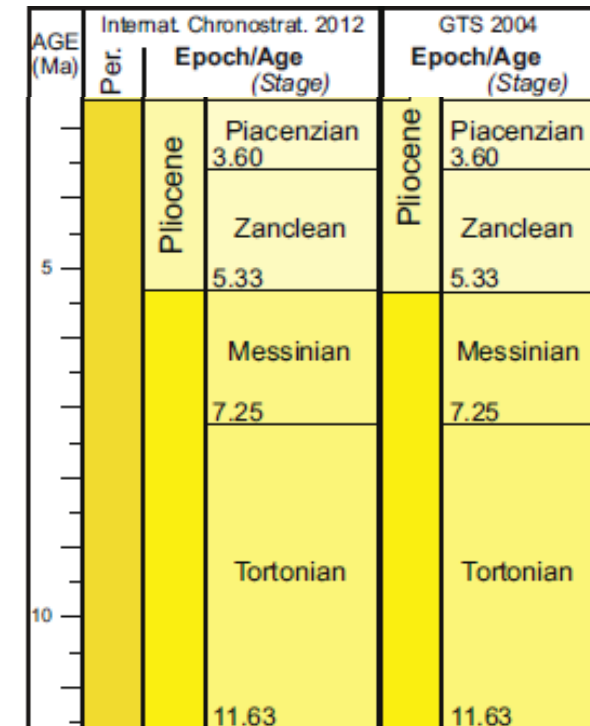 AGE
(Ma)
Per.
Internat. Chronostrat. 2012
Epoch/Age
(Stage)
GTS 2004
Epoch/Age
(Stage)
Pliocene
Piacenzian
3.60
Zanclean
5.33
Messinian
7.25
Tortonian
11.63
Pliocene
Piacenzian
3.60
Zanclean
5.33
Messinian
7.25
Tortonian
11.63
5
10